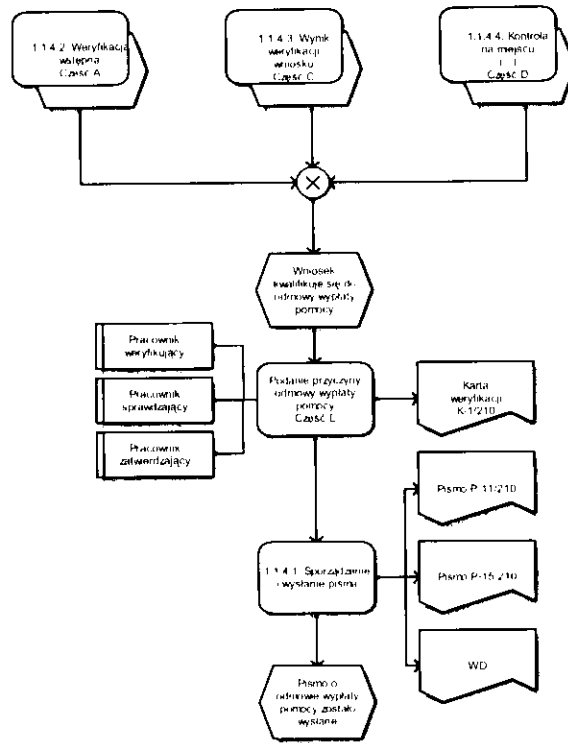 1.1.4.2. Weryfikacja
wstępna
Część A
1.1.4.3. Wynik
weryfikacji
wniosku
Część C
1.1.4.4. Kontrola
na miejscu
Część D
Wniosek
kwalifikuje się do
odmowy wypłaty
pomocy
Pracownik
weryfikujący
Pracownik
sprawdzający
Pracownik
zatwierdzający
Podanie przyczyny
odmowy wypłaty
pomocy
Część E
Karta
weryfikacji
K-1/210
Pismo P-11/210
1.1.4.1. Sporządzenie
i wysłanie pisma
Pismo P-15/210
WD
Pismo o
odmowie wypłaty
pomocy zostało
wysłane